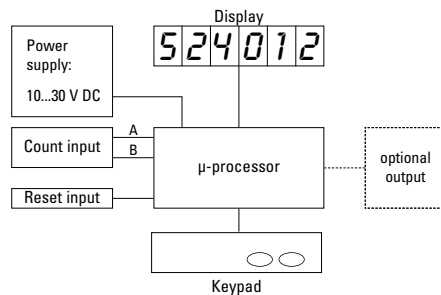 Display
524012
Power
supply:
10...30 V DC
Count input
A
B
µ-processor
optional
output
Reset input
Keypad